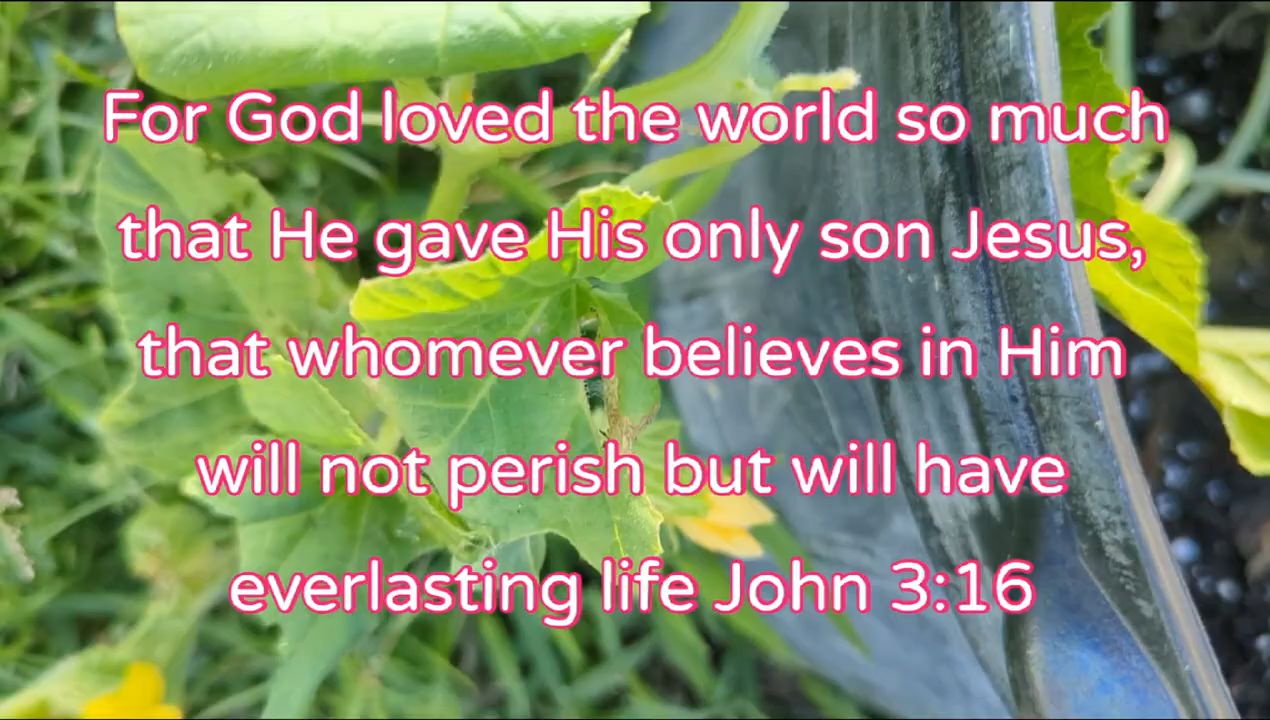 For God loved the world so much
that He gave His only son Jesus,
that whomever believes in Him
will not perish but will have
everlasting life John 3:16